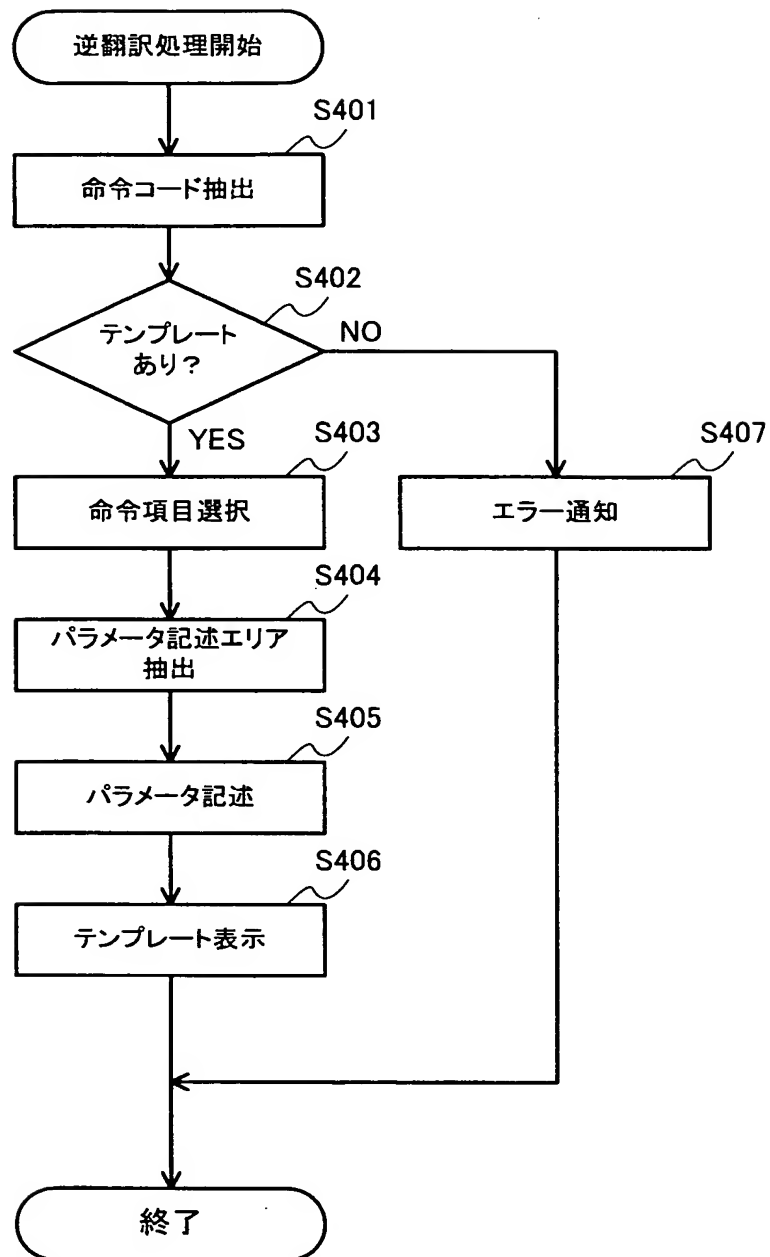 逆翻訳処理開始
S401
命令コード抽出
S402
テンプレート
あり?
NO
YES
S403
命令項目選択
S407
エラー通知
S404
パラメータ記述エリア
抽出
S405
パラメータ記述
S406
テンプレート表示
終了